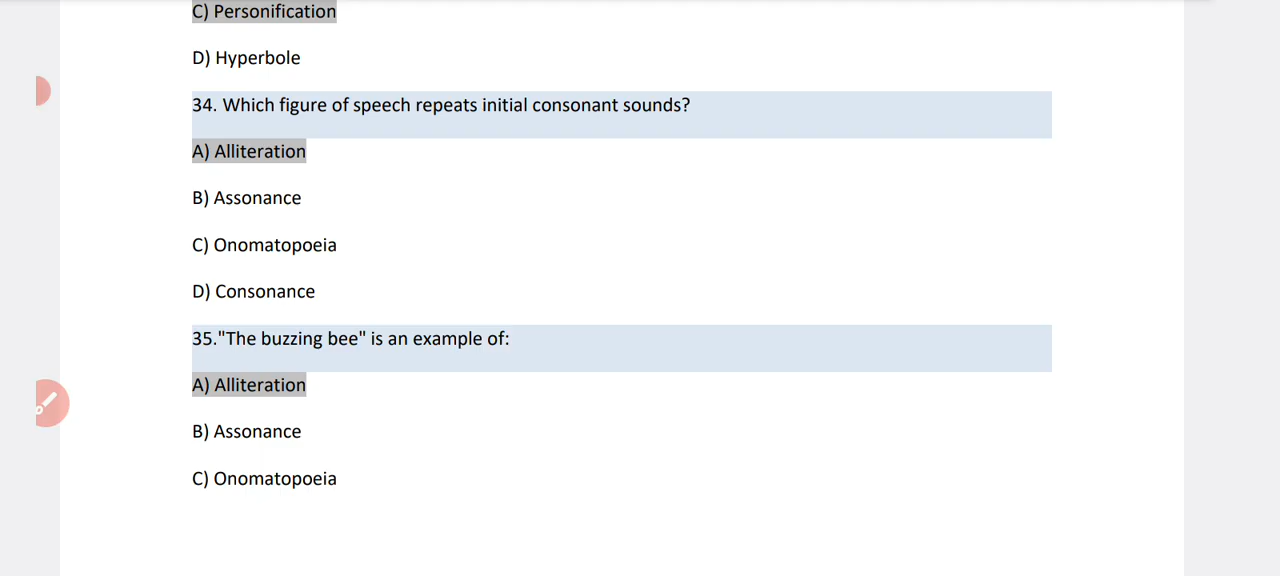 C) Personification
D) Hyperbole
34. Which figure of speech repeats initial consonant sounds?
A) Alliteration
B) Assonance
C) Onomatopoeia
D) Consonance
35."The buzzing bee" is an example of:
A) Alliteration
B) Assonance
C) Onomatopoeia